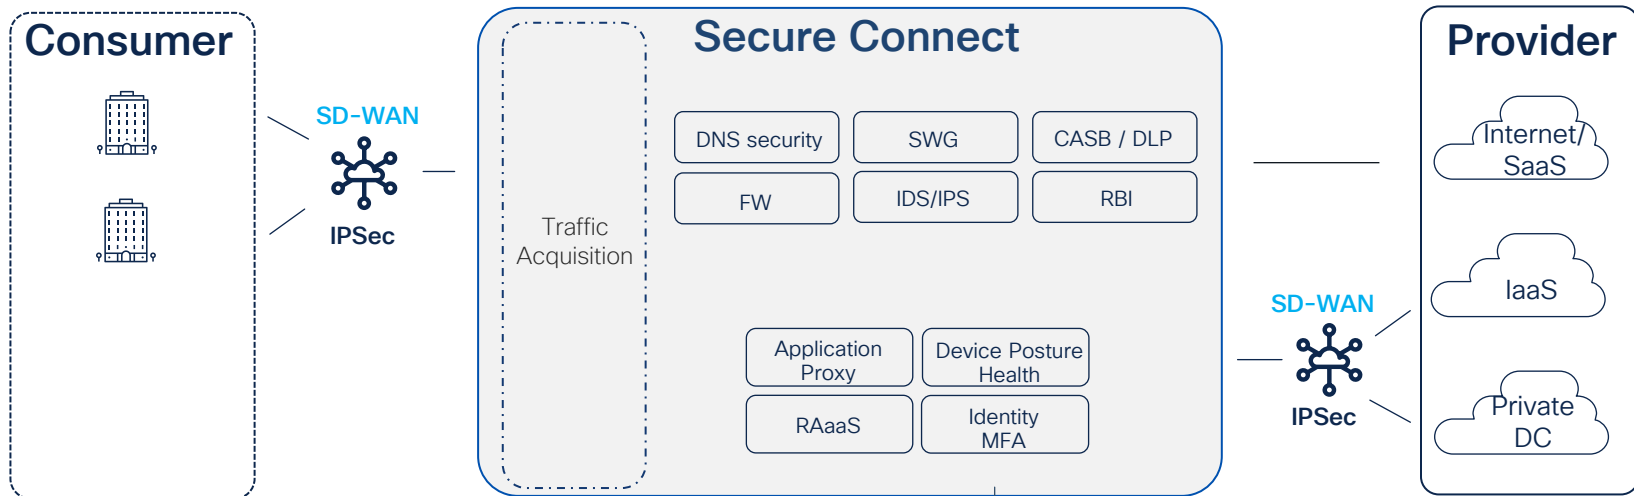 Consumer
SD-WAN
IPSec
Secure Connect
Traffic
Acquisition
DNS security
SWG
CASB / DLP
FW
IDS/IPS
RBI
Application
Proxy
Device Posture
Health
RAaaS
Identity
MFA
SD-WAN
IPSec
Provider
Internet/
SaaS
IaaS
Private
DC